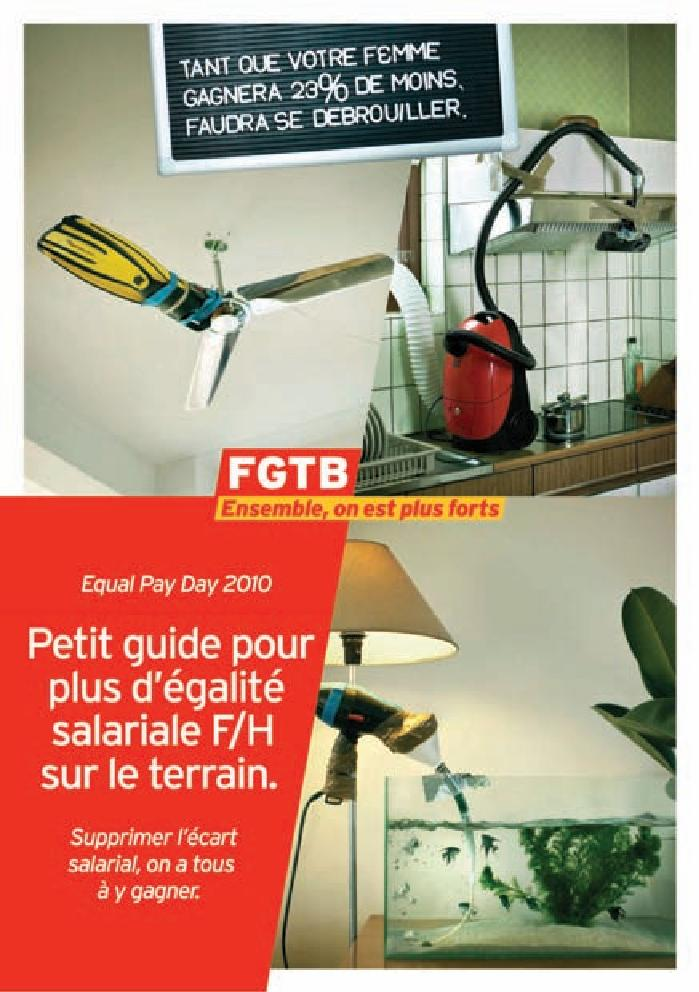 TANT QUE VOTRE FEMME
GAGNERA 23% DE MOINS,
FAUDRA SE DEBROUILLER.
FGTB
Ensemble, on est plus forts
Equal Pay Day 2010
Petit guide pour
plus d'égalité
salariale F/H
sur le terrain.
Supprimer l'écart
salarial, on a tous
à y gagner.